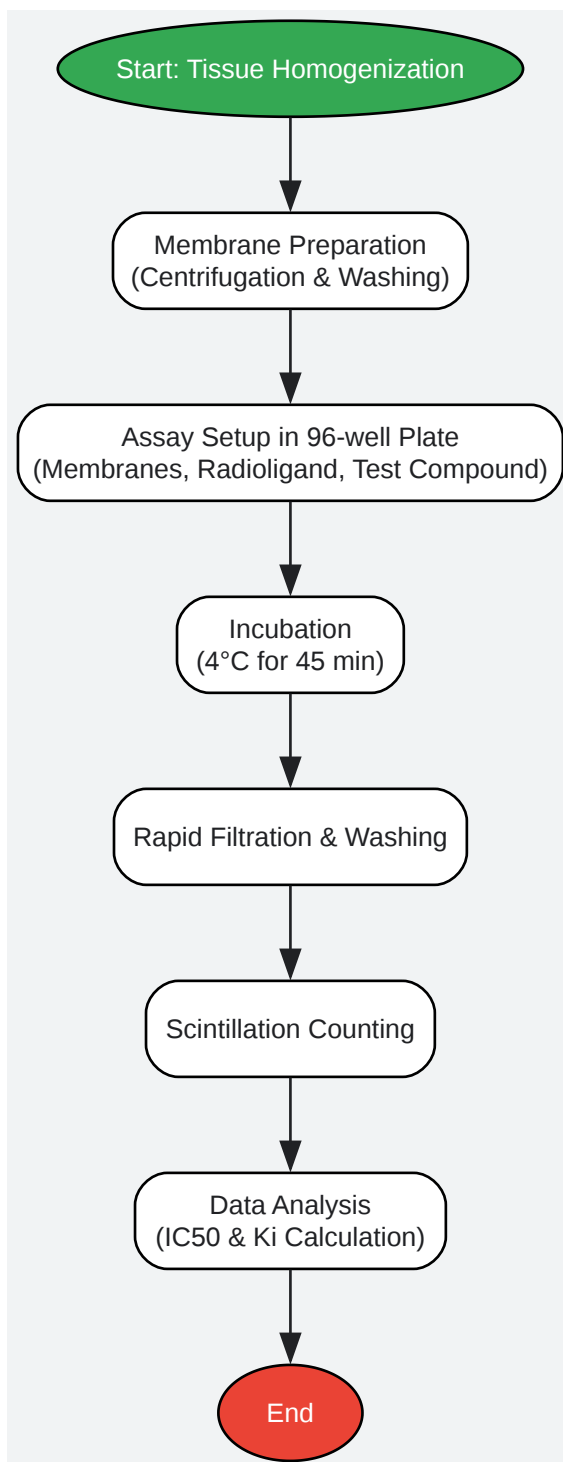 Start: Tissue Homogenization
Membrane Preparation
(Centrifugation & Washing)
Assay Setup in 96-well Plate
(Membranes, Radioligand, Test Compound)
Incubation
(4°C for 45 min)
Rapid Filtration & Washing
Scintillation Counting
Data Analysis
(IC50 & Ki Calculation)
End